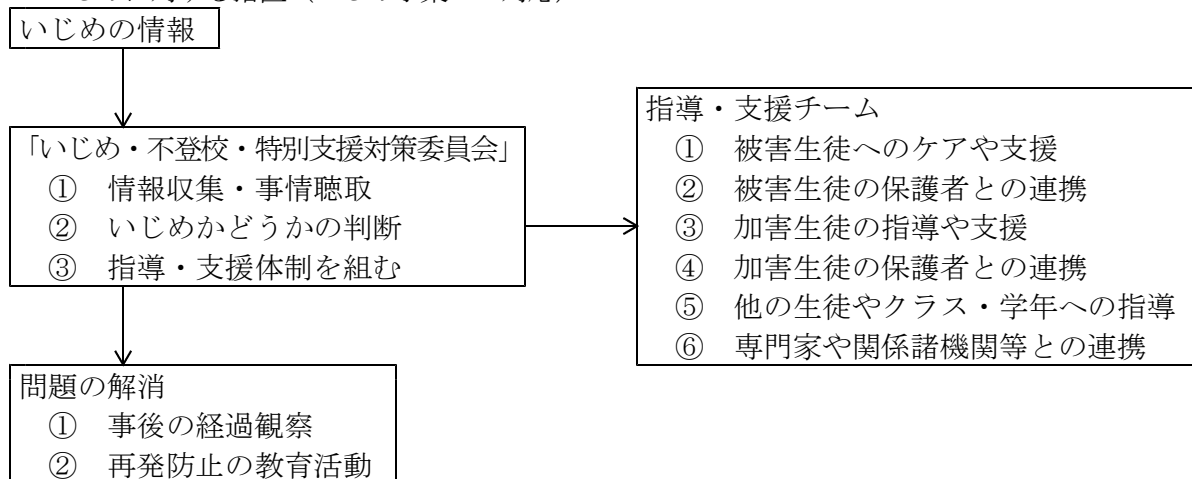 いじめの情報
「いじめ・不登校・特別支援対策委員会」
① 情報収集・事情聴取
② いじめかどうかの判断
③ 指導・支援体制を組む
指導・支援チーム
① 被害生徒へのケアや支援
② 被害生徒の保護者との連携
③ 加害生徒の指導や支援
④ 加害生徒の保護者との連携
⑤ 他の生徒やクラス・学年への指導
⑥ 専門家や関係諸機関等との連携
問題の解消
① 事後の経過観察
② 再発防止の教育活動